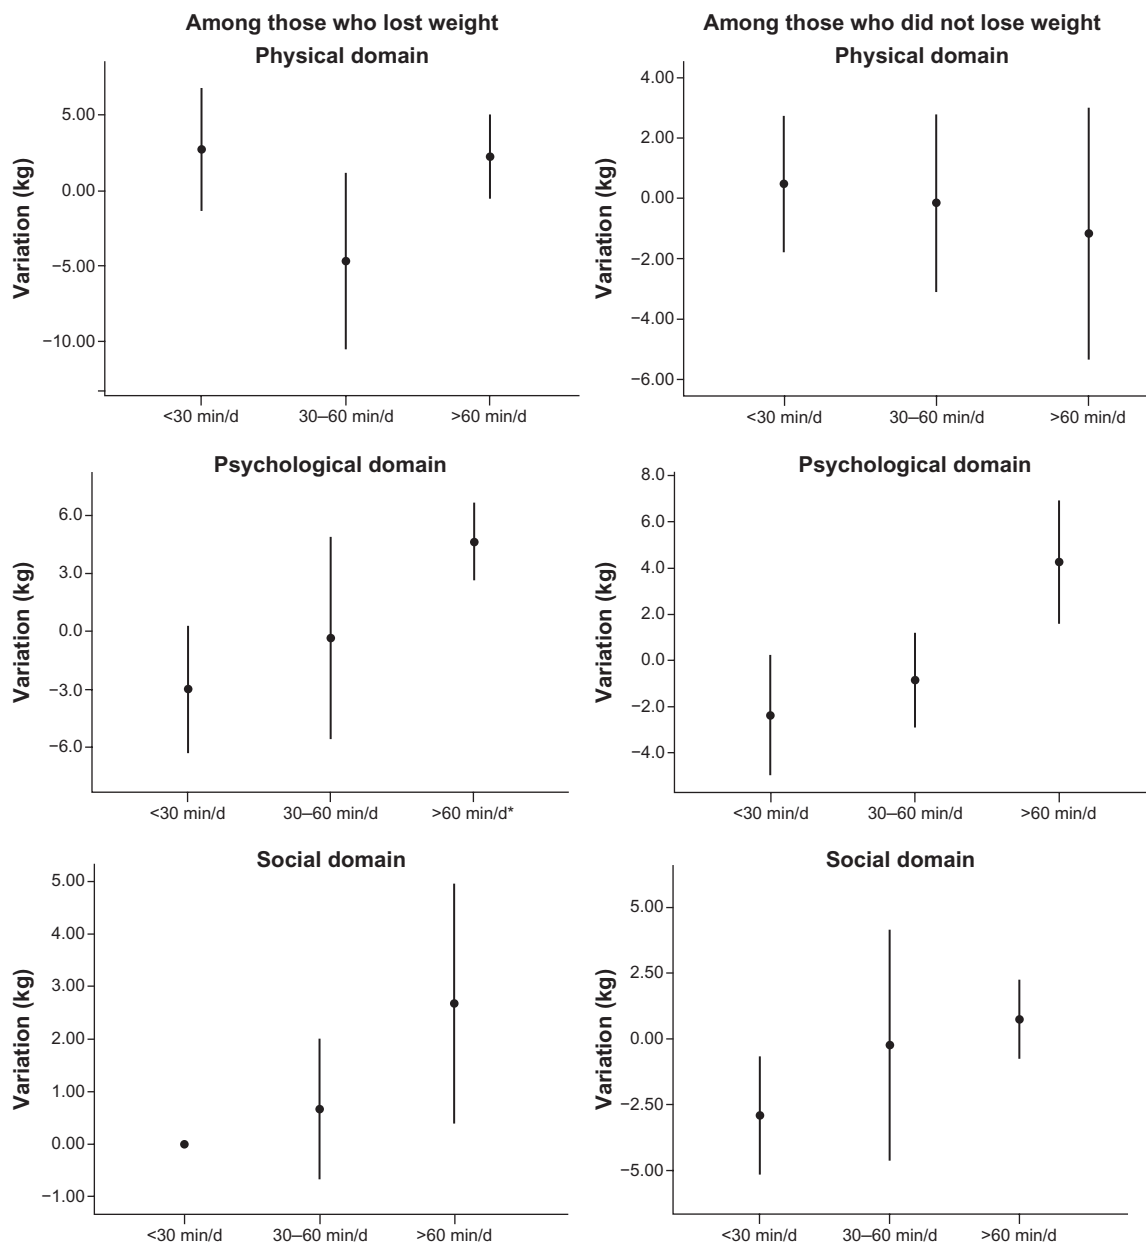 Among those who lost weight
Physical domain
Variation (kg)
5.00
0.00
−5.00
−10.00
<30 min/d
30–60 min/d
>60 min/d
Among those who did not lose weight
Physical domain
Variation (kg)
4.00
2.00
0.00
−2.00
−4.00
−6.00
<30 min/d
30–60 min/d
>60 min/d
Psychological domain
Variation (kg)
6.0
3.0
0.0
−3.0
−6.0
<30 min/d
30–60 min/d
>60 min/d*
Psychological domain
Variation (kg)
8.0
6.0
4.0
2.0
0.0
−2.0
−4.0
<30 min/d
30–60 min/d
>60 min/d
Social domain
Variation (kg)
5.00
4.00
3.00
2.00
1.00
0.00
−1.00
<30 min/d
30–60 min/d
>60 min/d
Social domain
Variation (kg)
5.00
2.50
0.00
−2.50
−5.00
<30 min/d
30–60 min/d
>60 min/d